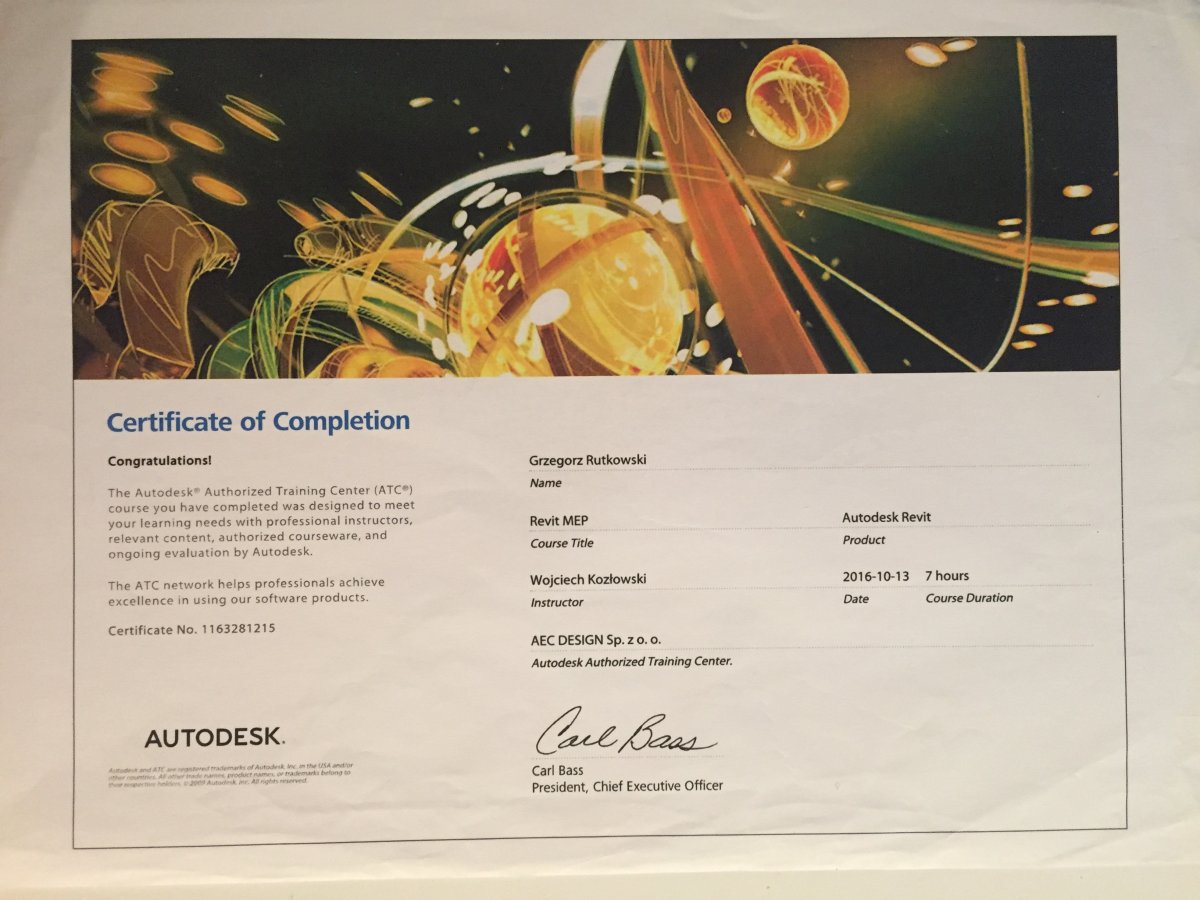 Certificate of Completion
Congratulations!
The Autodesk® Authorized Training Center (ATC®)
course you have completed was designed to meet
your learning needs with professional instructors,
relevant content, authorized courseware, and
ongoing evaluation by Autodesk.
The ATC network helps professionals achieve
excellence in using our software products.
Certificate No. 1163281215
Grzegorz Rutkowski
Name
Revit MEP
Course Title
Autodesk Revit
Product
Wojciech Kozłowski
Instructor
2016-10-13
Date
7 hours
Course Duration
AEC DESIGN Sp. z o. o.
Autodesk Authorized Training Center.
Carl Bass
Carl Bass
President, Chief Executive Officer
AUTODESK.
Autodesk and ATC are registered trademarks of Autodesk, Inc. in the USA and/or
other countries. All other trade names, product names, or trademarks belong to
their respective holders. © 2009 Autodesk, Inc. All rights reserved.